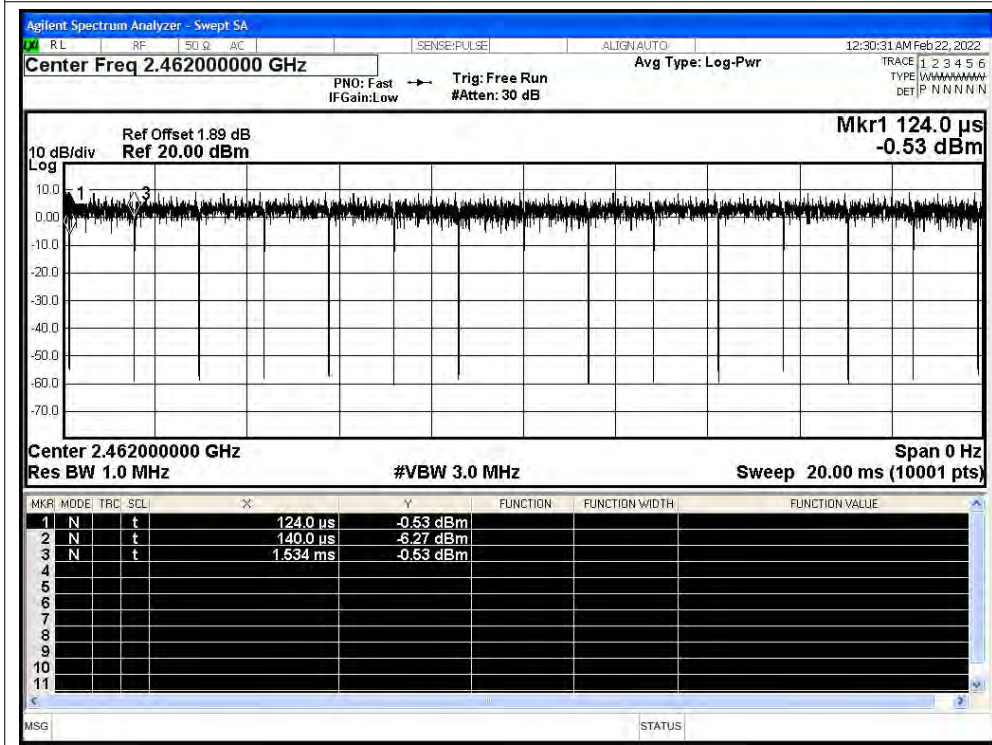 Agilent Spectrum Analyzer - Swept SA
LXI RL RF 50 Ω AC SENSE:PULSE ALIGN AUTO 12:30:31 AM Feb 22, 2022
Center Freq 2.462000000 GHz
PNO: Fast
IFGain:Low
Trig: Free Run
#Atten: 30 dB
Avg Type: Log-Pwr
TRACE 1 2 3 4 5 6
TYPE
DET P N N N N N
Mkr1 124.0 µs
-0.53 dBm
Ref Offset 1.89 dB
10 dB/div Ref 20.00 dBm
Log
10.0
0.00
-10.0
-20.0
-30.0
-40.0
-50.0
-60.0
-70.0
1
3
Center 2.462000000 GHz Span 0 Hz
Res BW 1.0 MHz #VBW 3.0 MHz Sweep 20.00 ms (10001 pts)
MKR MODE TRC SCL X Y FUNCTION FUNCTION WIDTH FUNCTION VALUE
1 N t 124.0 µs -0.53 dBm
2 N t 140.0 µs -6.27 dBm
3 N t 1.534 ms -0.53 dBm
4
5
6
7
8
9
10
11
MSG STATUS